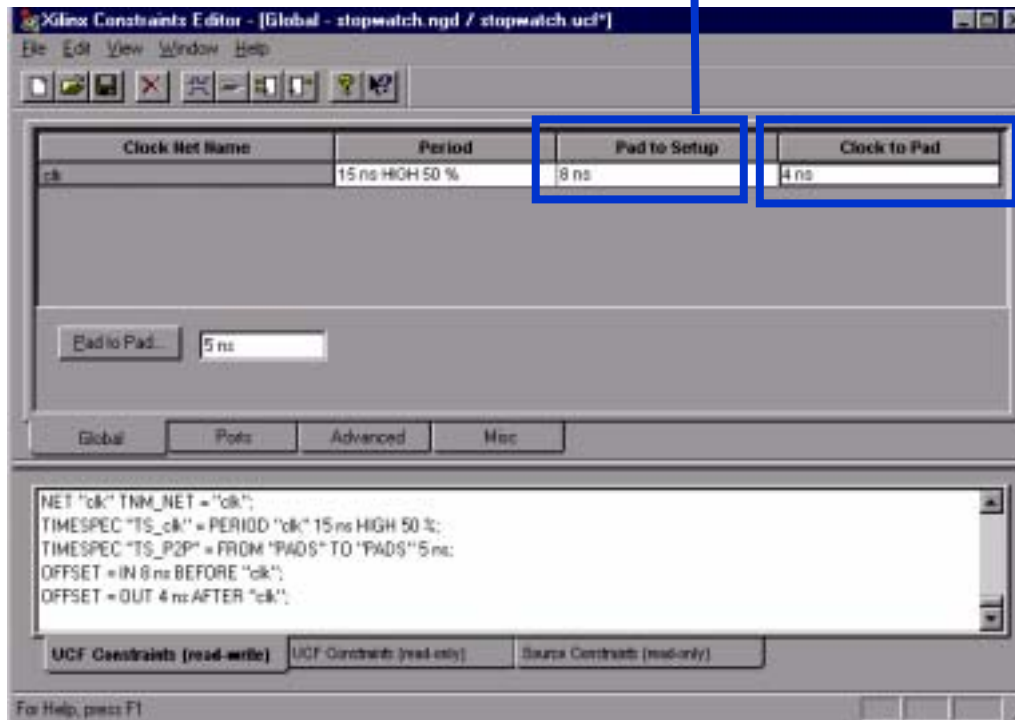 Xilinx Constraints Editor - [Global - stopwatch.ngd / stopwatch.ucf*]
File Edit View Window Help
Clock Net Name Period Pad to Setup Clock to Pad
clk 15 ns HIGH 50 % 8 ns 4 ns
Pad to Pad... 5 ns
Global Ports Advanced Misc
NET "clk" TNM_NET = "clk";
TIMESPEC "TS_clk" = PERIOD "clk" 15 ns HIGH 50 %;
TIMESPEC "TS_P2P" = FROM "PADS" TO "PADS" 5 ns;
OFFSET = IN 8 ns BEFORE "clk";
OFFSET = OUT 4 ns AFTER "clk";
UCF Constraints (read-write) UCF Constraints (read-only) Source Constraints (read-only)
For Help, press F1